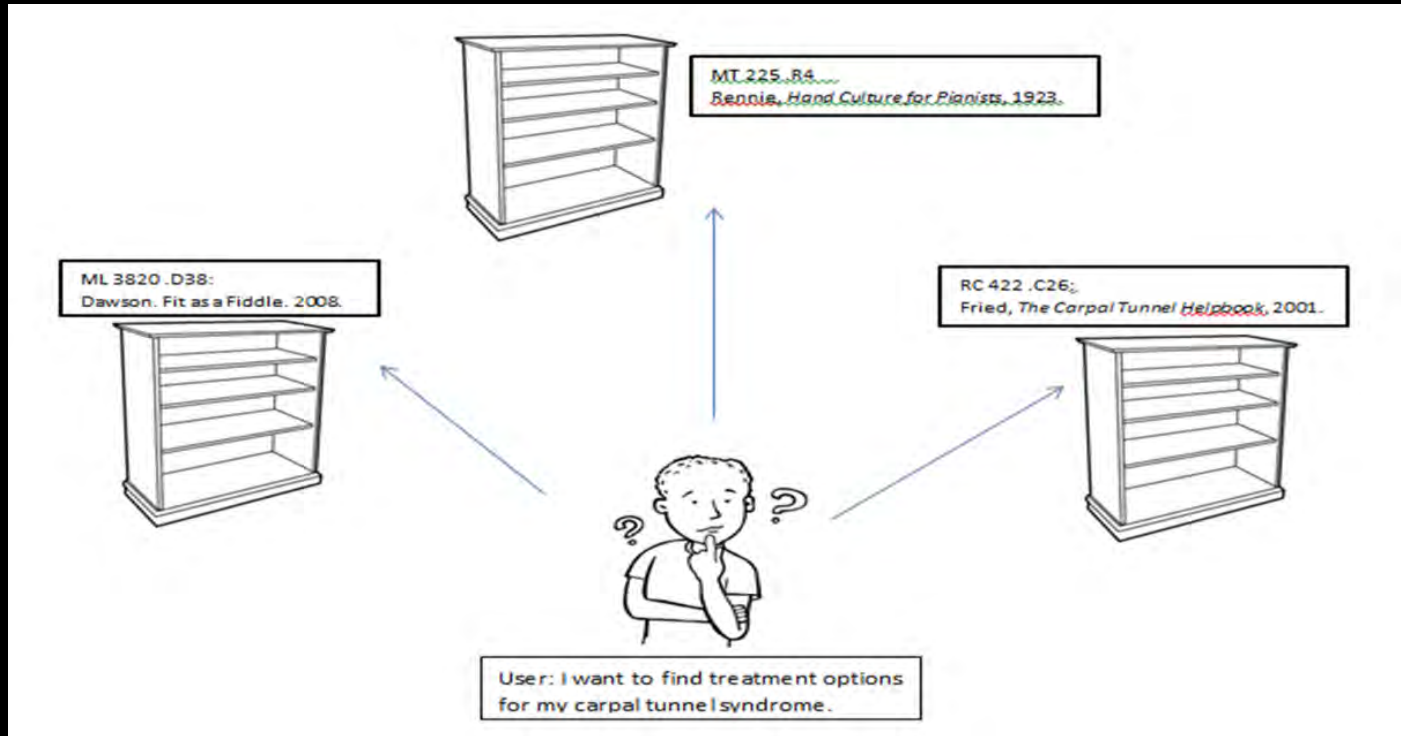 MT 225 .R4
Rennie, Hand Culture for Pianists, 1923.
ML 3820 .D38:
Dawson. Fit as a Fiddle. 2008.
RC 422 .C26;
Fried, The Carpal Tunnel Helpbook, 2001.
?
?
User: I want to find treatment options
for my carpal tunnel syndrome.